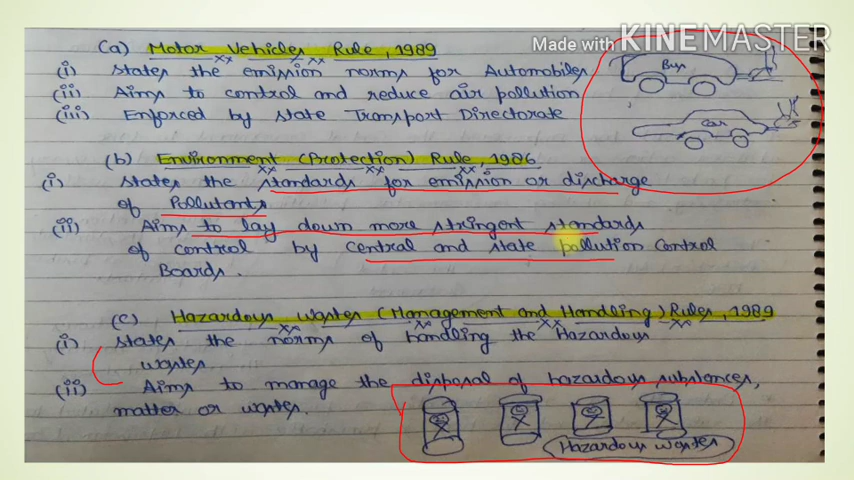 Made with KINEMASTER
(a) Motor Vehicles Rule, 1989
(i) States the emission norms for Automobiles
(ii) Aims to control and reduce air pollution
(iii) Enforced by state Transport Directorate
Bus
Car
(b) Environment (Protection) Rule, 1986
(i) States the standards for emission or discharge
of Pollutants
(ii) Aims to lay down more stringent standards
of control by central and state pollution control
Boards.
(c) Hazardous wastes (Management and Handling) Rules, 1989
(i) States the norms of handling the Hazardous
wastes
(ii) Aims to manage the disposal of hazardous substances,
matter or wastes.
Hazardous wastes